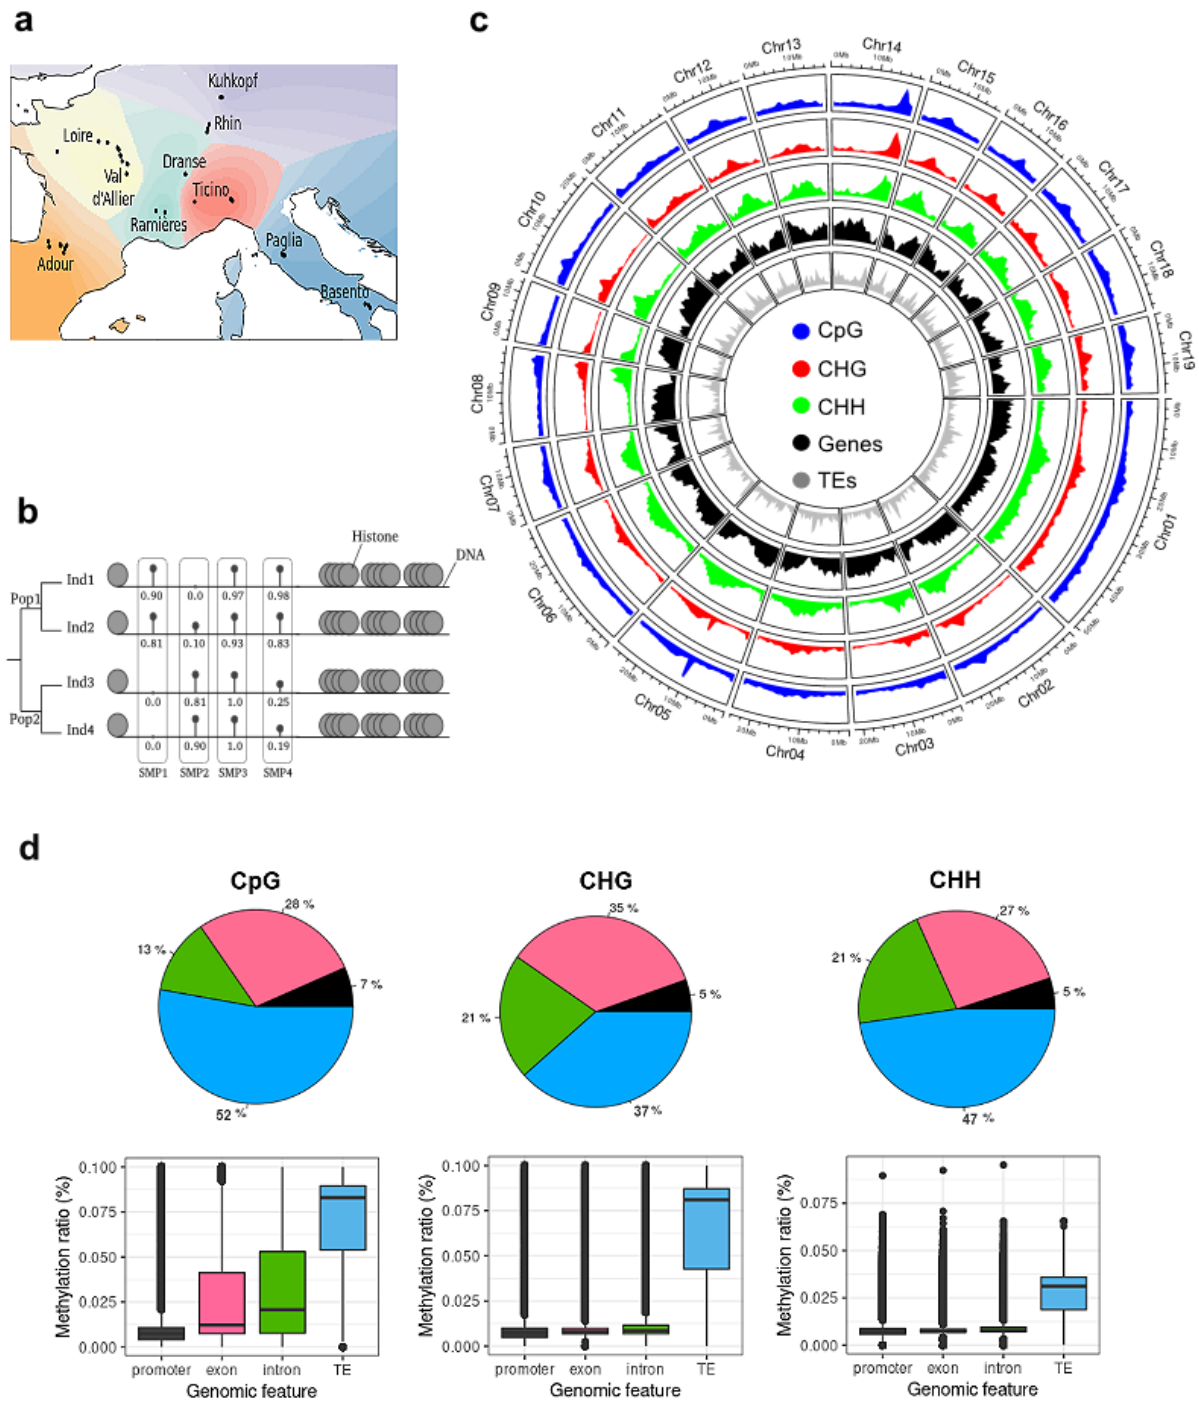 a
Kuhkopf
Rhin
Loire
Dranse
Val
d'Allier
Ticino
Ramières
Paglia
Adour
Basento
b
Histone
DNA
Pop1
Ind1
0.90 0.0 0.97 0.98
Ind2
0.81 0.10 0.93 0.83
Pop2
Ind3
0.0 0.81 1.0 0.25
Ind4
0.0 0.90 1.0 0.19
SMP1 SMP2 SMP3 SMP4
c
Chr01
Chr02
Chr03
Chr04
Chr05
Chr06
Chr07
Chr08
Chr09
Chr10
Chr11
Chr12
Chr13
Chr14
Chr15
Chr16
Chr17
Chr18
Chr19
CpG
CHG
CHH
Genes
TEs
d
CpG
28 %
13 %
7 %
52 %
CHG
35 %
21 %
5 %
37 %
CHH
27 %
21 %
5 %
47 %
Methylation ratio (%)
0.100
0.075
0.050
0.025
0.000
promoter exon intron TE
Genomic feature
Methylation ratio (%)
0.100
0.075
0.050
0.025
0.000
promoter exon intron TE
Genomic feature
Methylation ratio (%)
0.075
0.050
0.025
0.000
promoter exon intron TE
Genomic feature